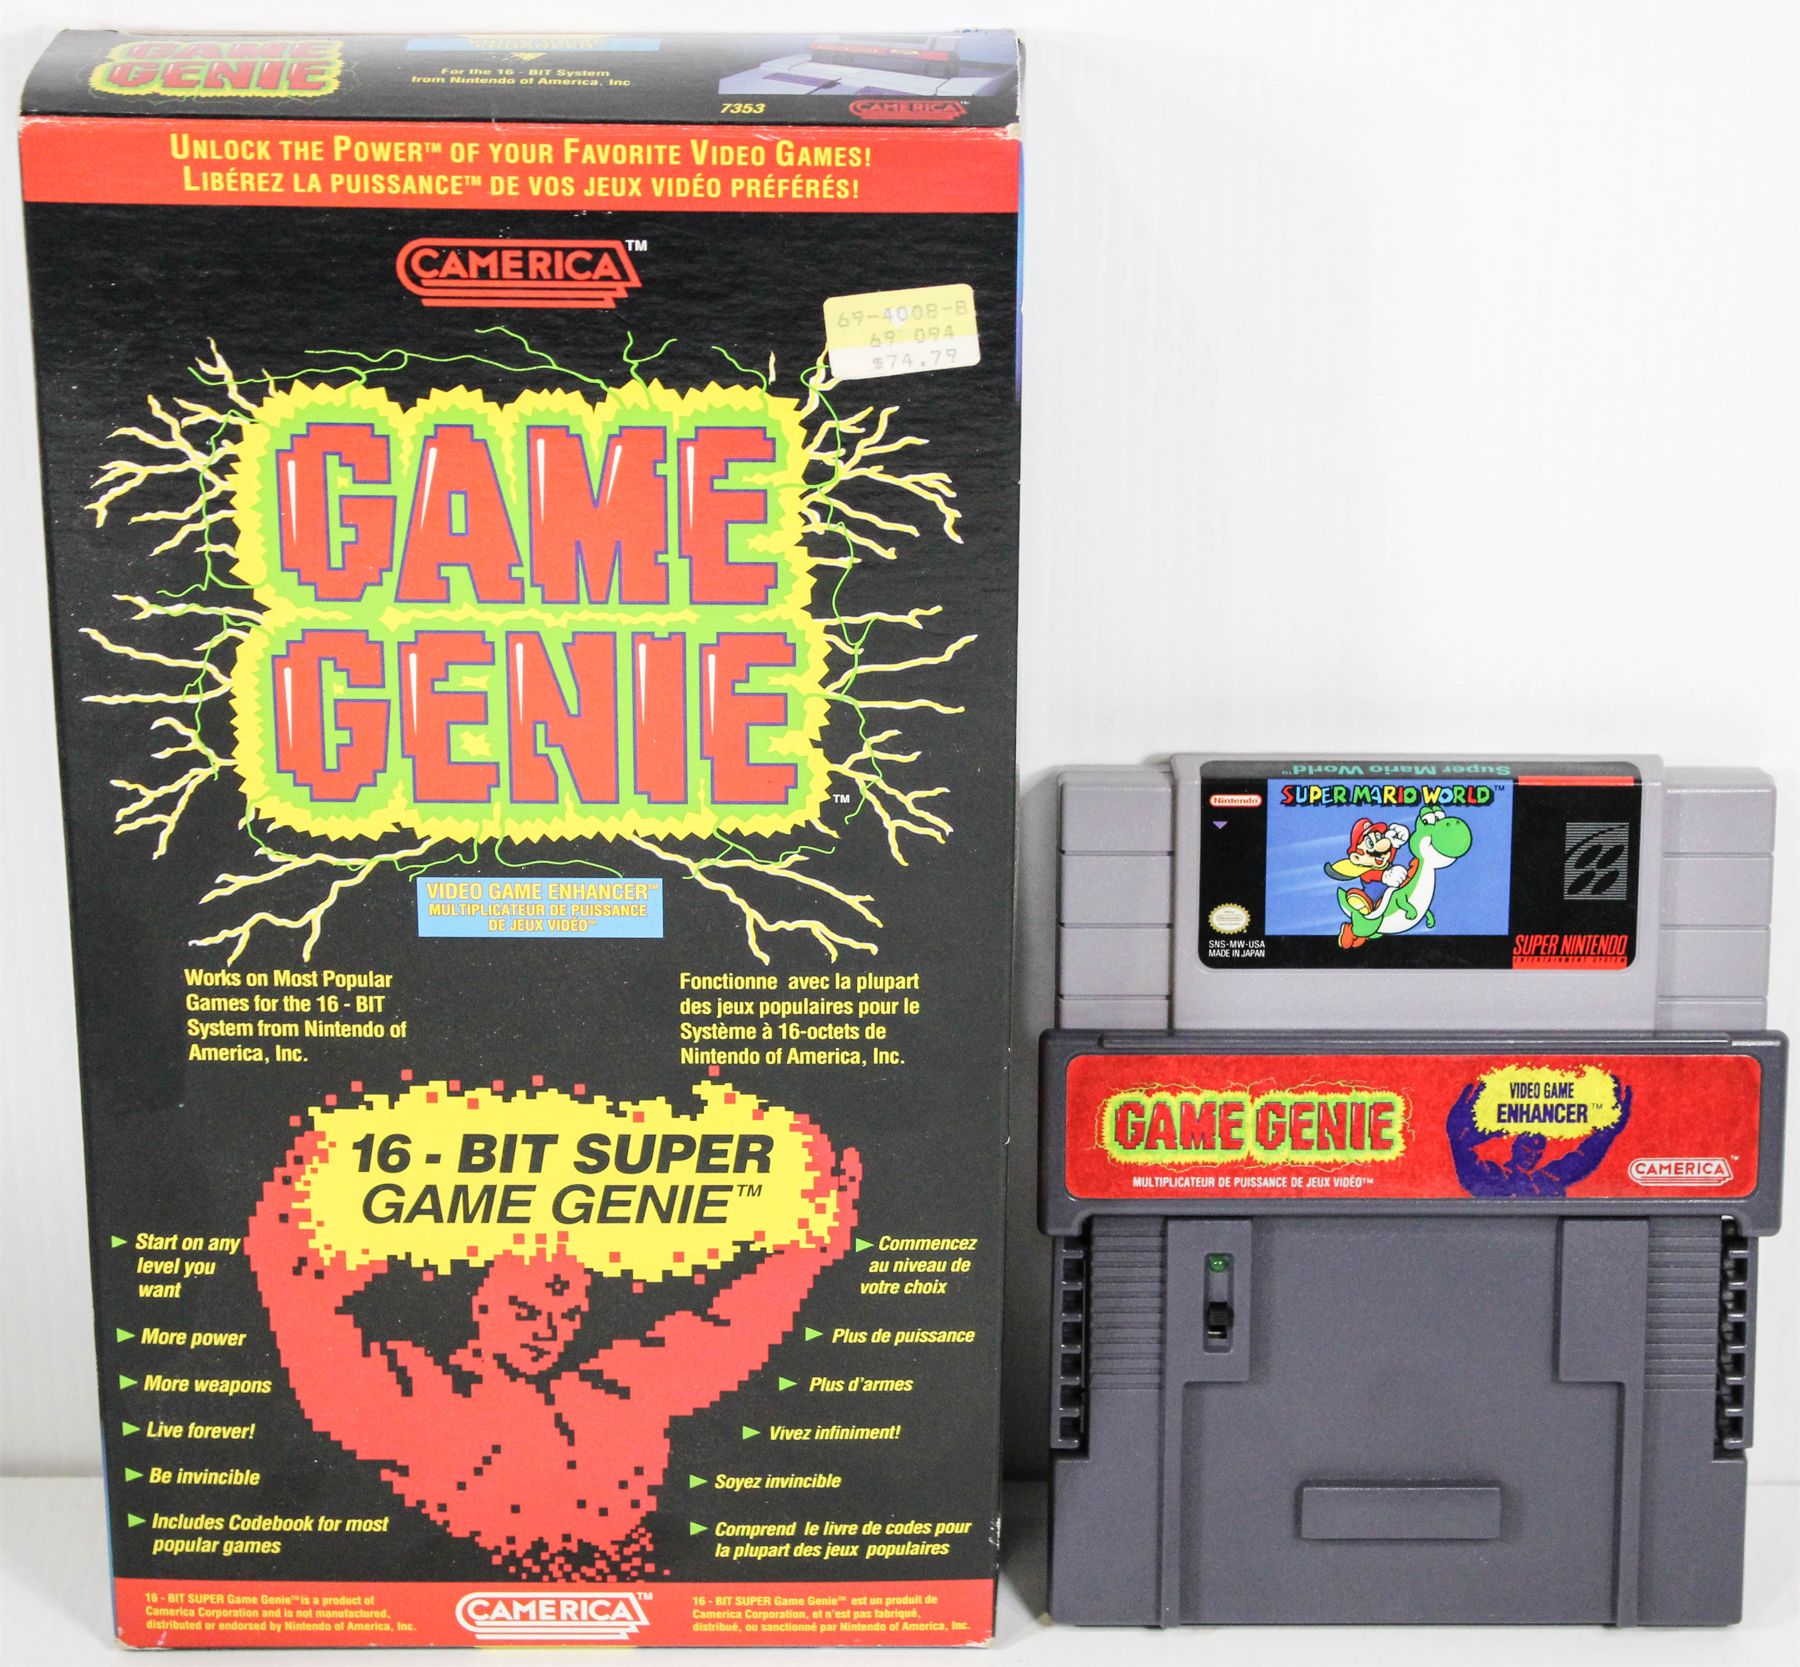 GAME
GENIE
For the 16 - BIT System
from Nintendo of America, Inc
7353
CAMERICA
UNLOCK THE POWER™ OF YOUR FAVORITE VIDEO GAMES!
LIBÉREZ LA PUISSANCE™ DE VOS JEUX VIDÉO PRÉFÉRÉS!
CAMERICA™
69-4008-8
69 094
$74.79
GAME
GENIE™
VIDEO GAME ENHANCER™
MULTIPLICATEUR DE PUISSANCE
DE JEUX VIDÉO™
Works on Most Popular
Games for the 16 - BIT
System from Nintendo of
America, Inc.
Fonctionne avec la plupart
des jeux populaires pour le
Système à 16-octets de
Nintendo of America, Inc.
16 - BIT SUPER
GAME GENIE™
Start on any
level you
want
More power
More weapons
Live forever!
Be invincible
Includes Codebook for most
popular games
Commencez
au niveau de
votre choix
Plus de puissance
Plus d'armes
Vivez infiniment!
Soyez invincible
Comprend le livre de codes pour
la plupart des jeux populaires
16 - BIT SUPER Game Genie™ is a product of
Camerica Corporation and is not manufactured,
distributed or endorsed by Nintendo of America, Inc.
CAMERICA™
16 - BIT SUPER Game Genie™ est un produit de
Camerica Corporation, et n'est pas fabriqué,
distribué, ou sanctionné par Nintendo of America, Inc.
Super Mario World™
Nintendo
SUPER MARIO WORLD™
SNS-MW-USA
MADE IN JAPAN
SUPER NINTENDO
GAME GENIE
VIDEO GAME
ENHANCER™
CAMERICA™
MULTIPLICATEUR DE PUISSANCE DE JEUX VIDÉO™